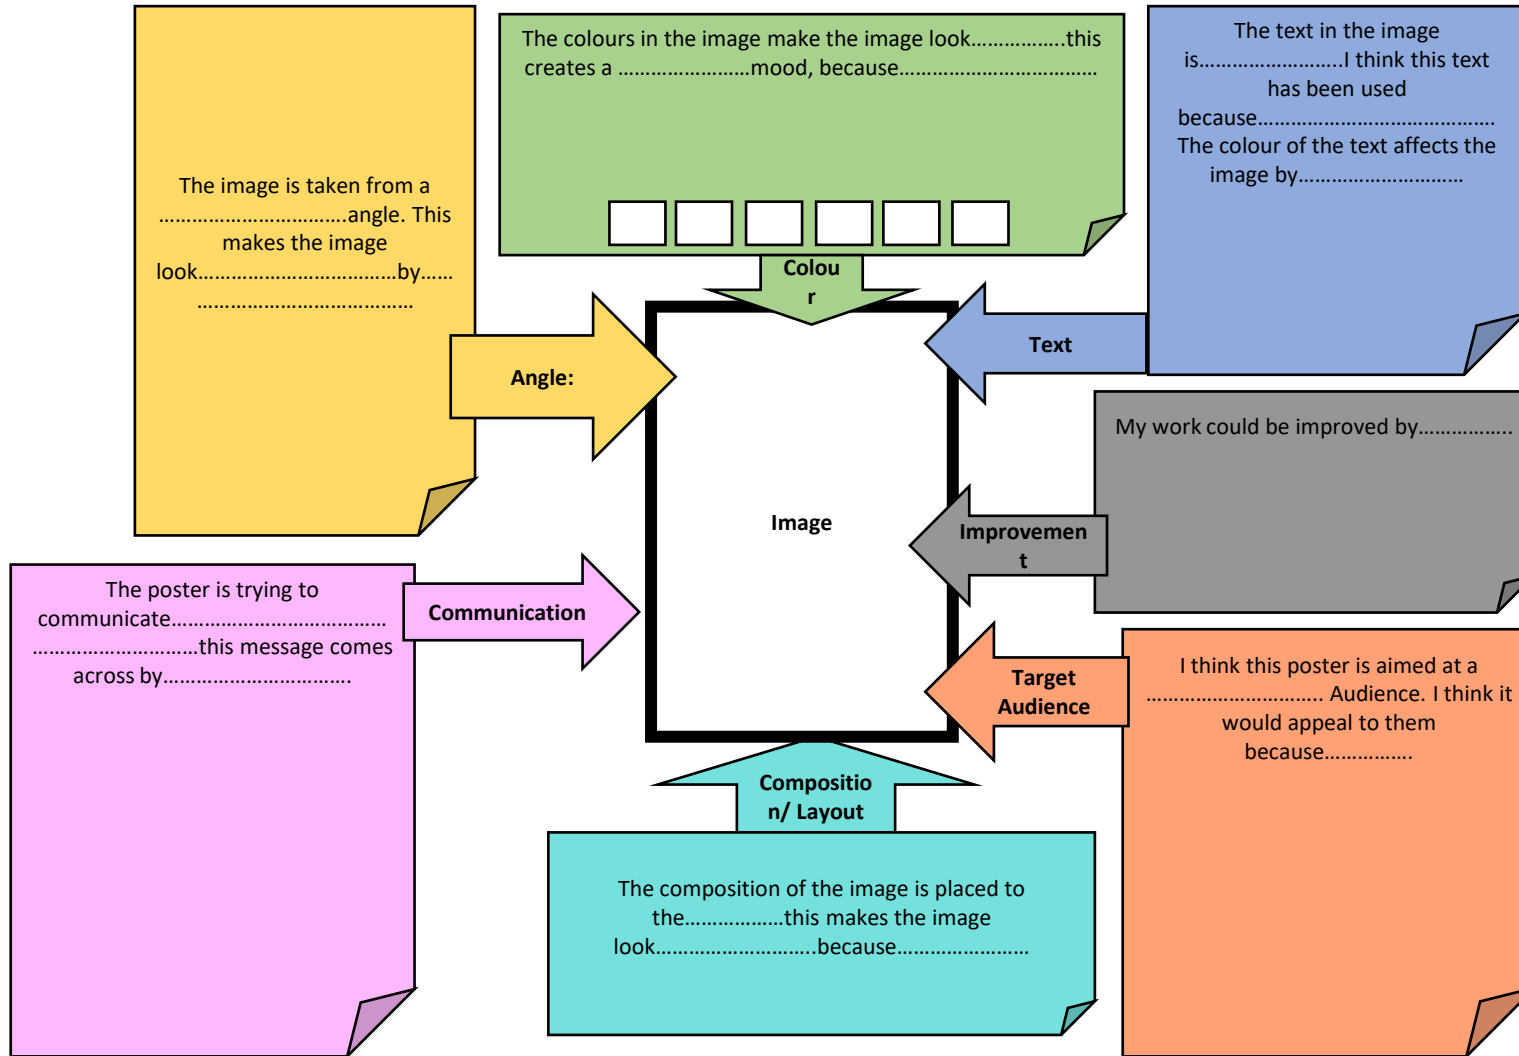 The colours in the image make the image look……………..this
creates a …………………mood, because……………………………
The image is taken from a
………………………….angle. This
makes the image
look……………………………by……
………………………………
The text in the image
is…………………..I think this text
has been used
because………………………………….
The colour of the text affects the
image by………………………
Colou
r
Text
Angle:
My work could be improved by……………..
Image
Improvemen
t
The poster is trying to
communicate………………………………
………………………this message comes
across by………………………….
Communication
Target
Audience
I think this poster is aimed at a
……………………….. Audience. I think it
would appeal to them
because…………….
Compositio
n/ Layout
The composition of the image is placed to
the………………this makes the image
look………………………..because…………………